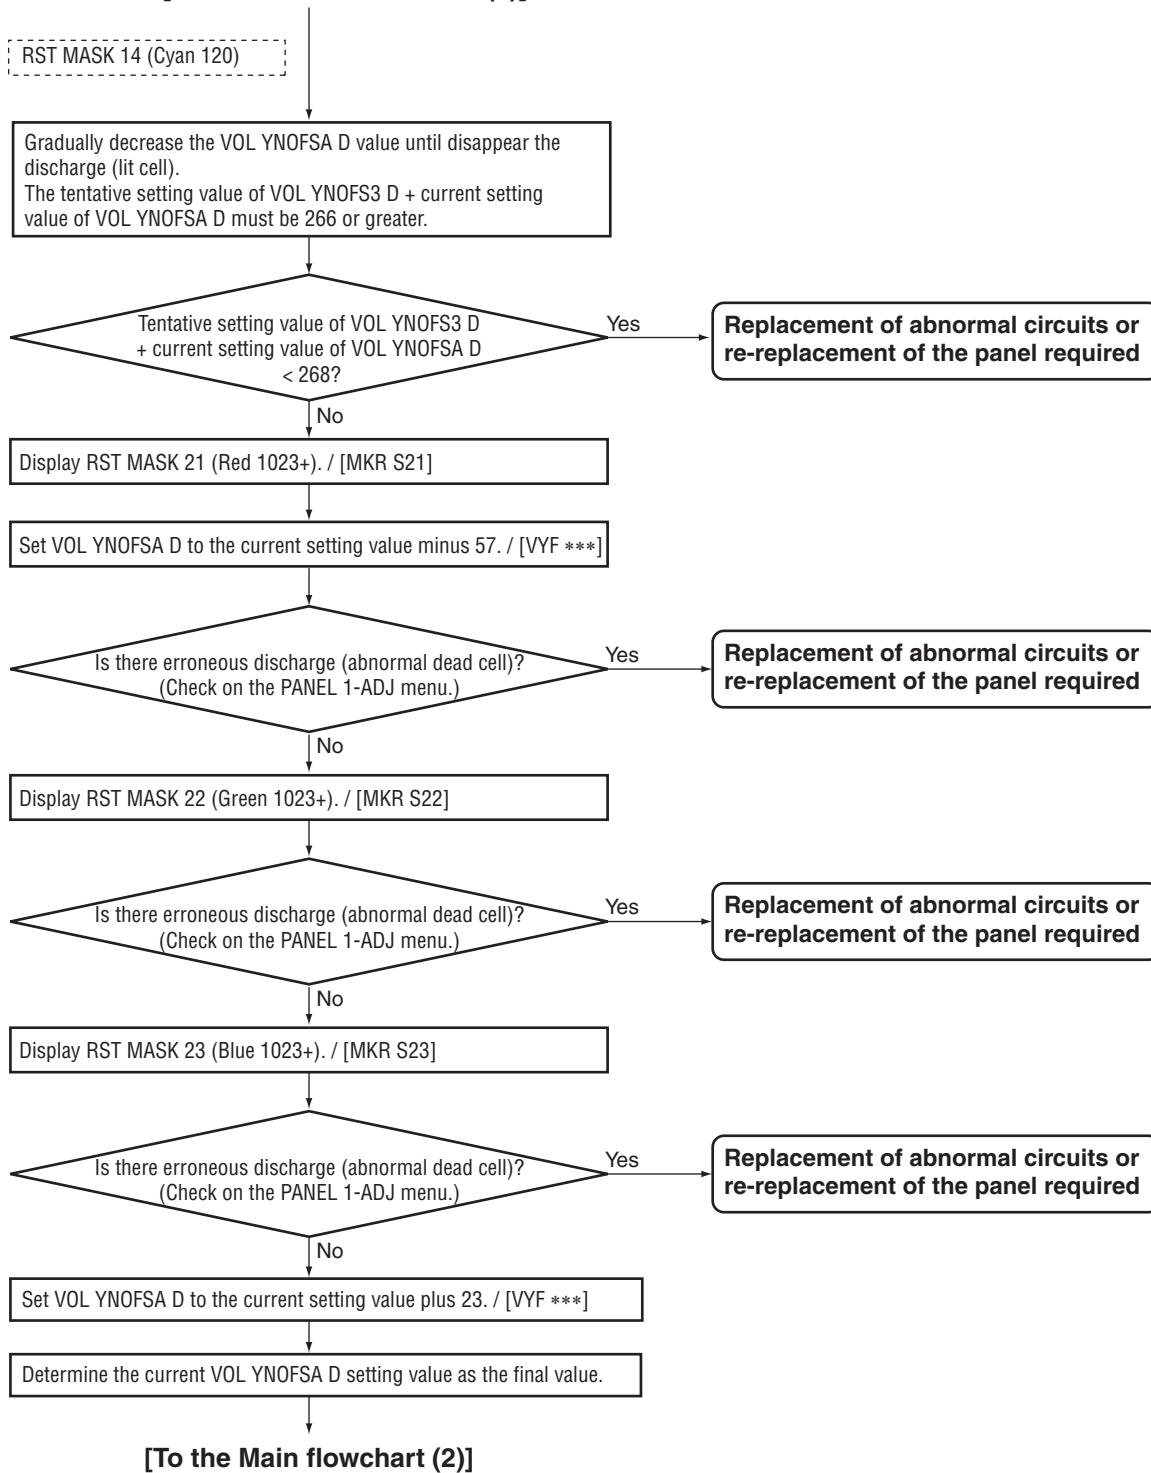 RST MASK 14 (Cyan 120)
Gradually decrease the VOL YNOFSA D value until disappear the
discharge (lit cell).
The tentative setting value of VOL YNOFS3 D + current setting
value of VOL YNOFSA D must be 266 or greater.
Tentative setting value of VOL YNOFS3 D
+ current setting value of VOL YNOFSA D
< 268?
Yes
Replacement of abnormal circuits or
re-replacement of the panel required
No
Display RST MASK 21 (Red 1023+). / [MKR S21]
Set VOL YNOFSA D to the current setting value minus 57. / [VYF ***]
Is there erroneous discharge (abnormal dead cell)?
(Check on the PANEL 1-ADJ menu.)
Yes
Replacement of abnormal circuits or
re-replacement of the panel required
No
Display RST MASK 22 (Green 1023+). / [MKR S22]
Is there erroneous discharge (abnormal dead cell)?
(Check on the PANEL 1-ADJ menu.)
Yes
Replacement of abnormal circuits or
re-replacement of the panel required
No
Display RST MASK 23 (Blue 1023+). / [MKR S23]
Is there erroneous discharge (abnormal dead cell)?
(Check on the PANEL 1-ADJ menu.)
Yes
Replacement of abnormal circuits or
re-replacement of the panel required
No
Set VOL YNOFSA D to the current setting value plus 23. / [VYF ***]
Determine the current VOL YNOFSA D setting value as the final value.
[To the Main flowchart (2)]